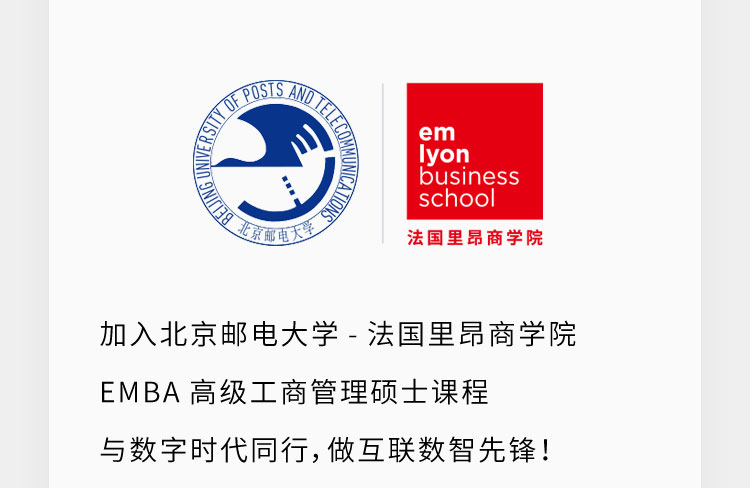 BEIJING UNIVERSITY OF POSTS AND TELECOMMUNICATIONS
北京邮电大学
em
lyon
business
school
法国里昂商学院
加入北京邮电大学 - 法国里昂商学院
EMBA 高级工商管理硕士课程
与数字时代同行，做互联数智先锋！